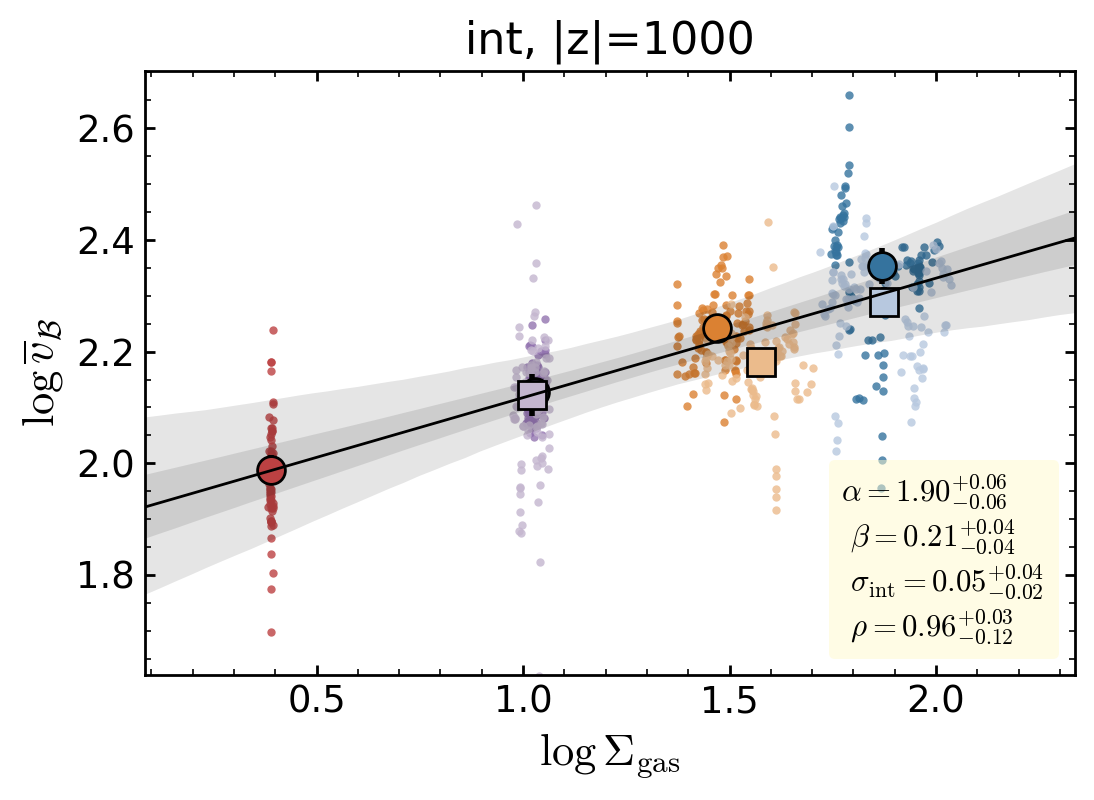 int, |z|=1000
log v̅_ℬ
2.6
2.4
2.2
2.0
1.8
α = 1.90^{+0.06}_{−0.06}
β = 0.21^{+0.04}_{−0.04}
σ_int = 0.05^{+0.04}_{−0.02}
ρ = 0.96^{+0.03}_{−0.12}
0.5 1.0 1.5 2.0
log Σ_gas